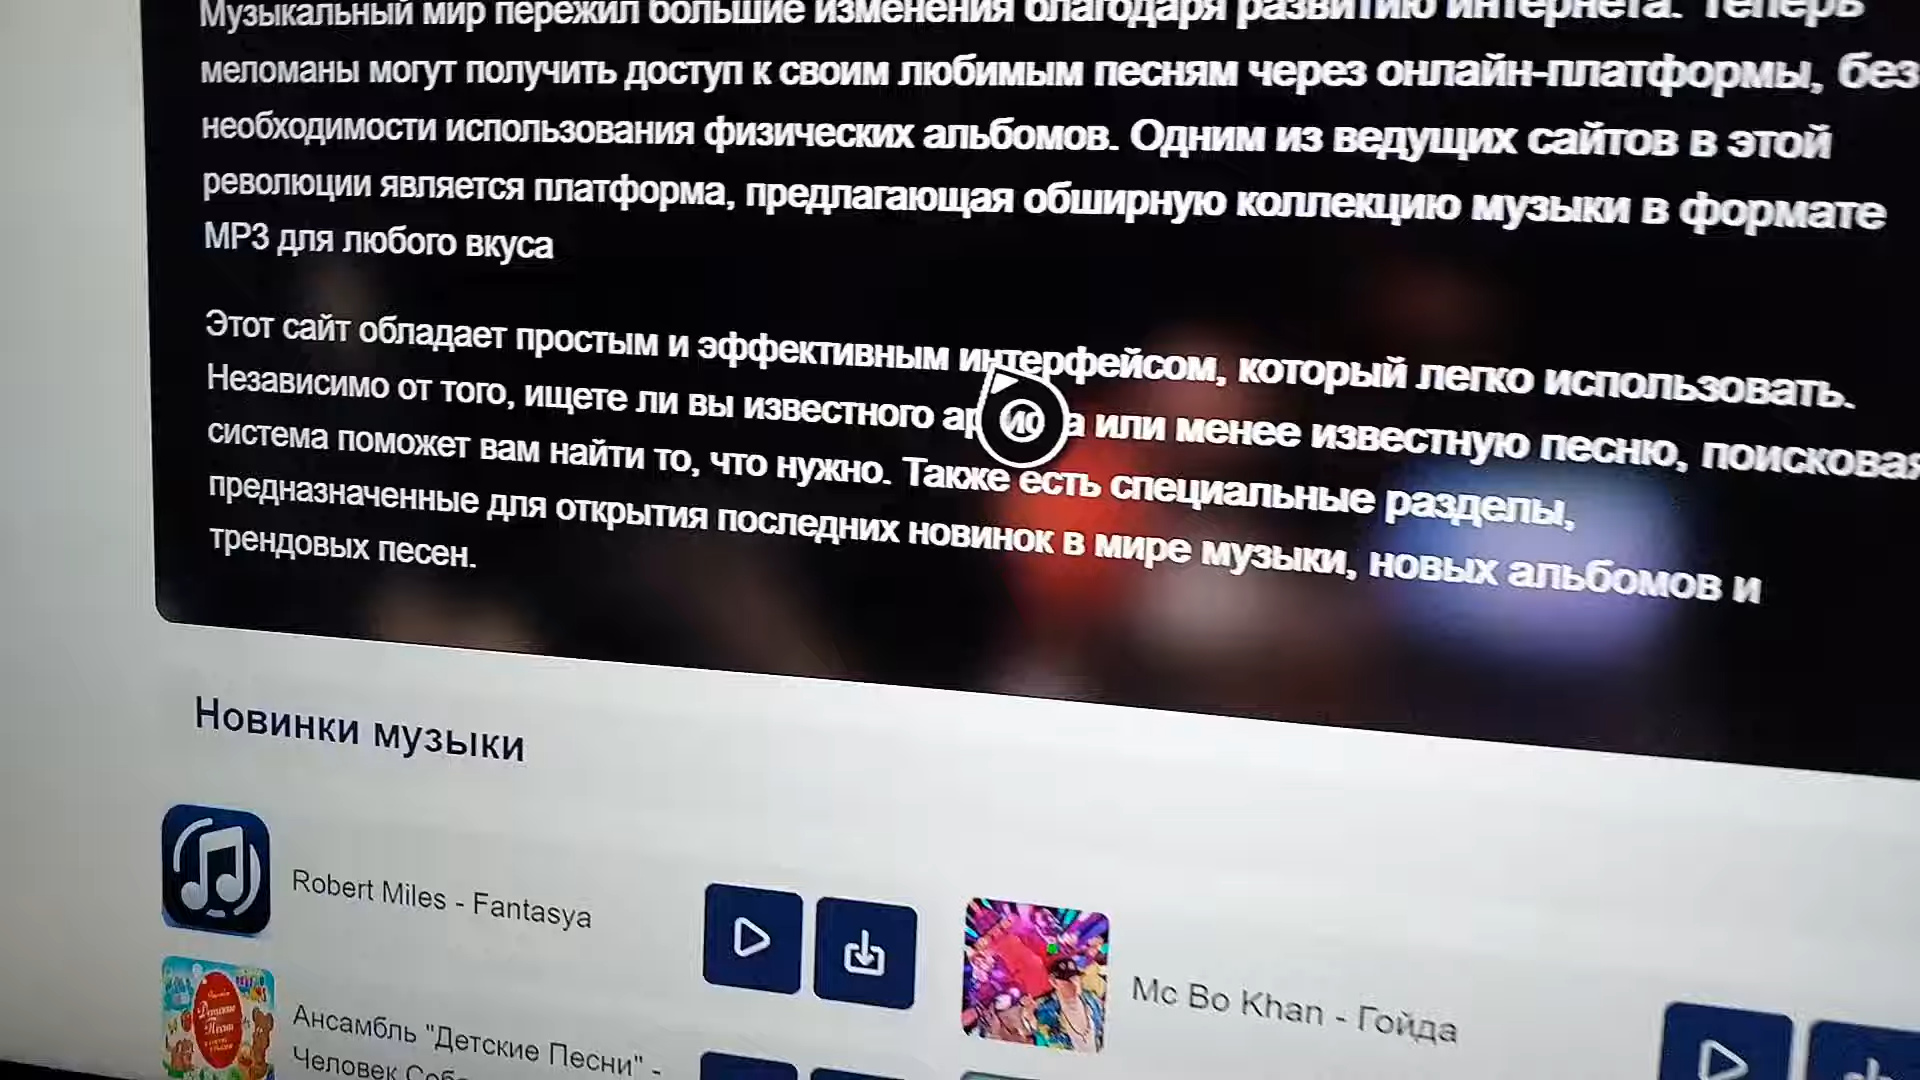 Музыкальный мир пережил большие изменения благодаря развитию интернета. Теперь
меломаны могут получить доступ к своим любимым песням через онлайн-платформы, без
необходимости использования физических альбомов. Одним из ведущих сайтов в этой
революции является платформа, предлагающая обширную коллекцию музыки в формате
MP3 для любого вкуса
Этот сайт обладает простым и эффективным интерфейсом, который легко использовать.
Независимо от того, ищете ли вы известного или менее известную песню, поисковая
система поможет вам найти то, что нужно. Также есть специальные разделы,
предназначенные для открытия последних новинок в мире музыки, новых альбомов и
трендовых песен.
Новинки музыки
Robert Miles - Fantasya
Mc Bo Khan - Гойда
Детские Песни
Ансамбль "Детские Песни" -
Человек